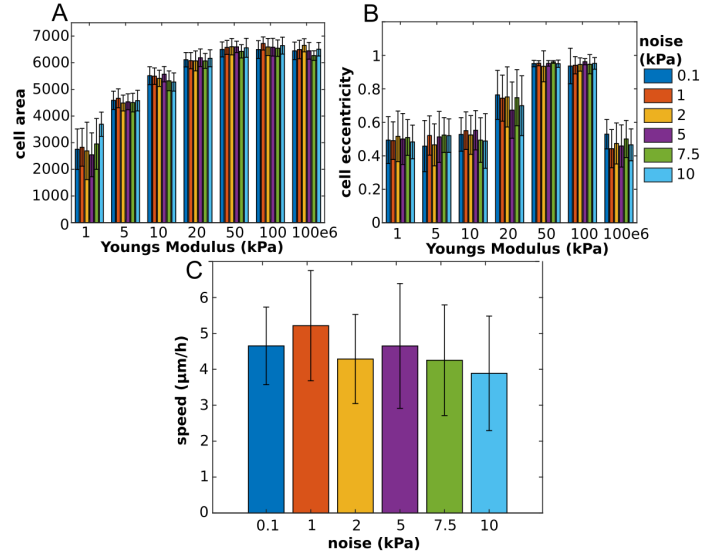 A
7000
6000
5000
4000
3000
2000
1000
0
cell area
1 5 10 20 50 100 100e6
Youngs Modulus (kPa)
B
1
0.8
0.6
0.4
0.2
0
cell eccentricity
1 5 10 20 50 100 100e6
Youngs Modulus (kPa)
noise
(kPa)
0.1
1
2
5
7.5
10
C
6
5
4
3
2
1
0
speed (μm/h)
0.1 1 2 5 7.5 10
noise (kPa)